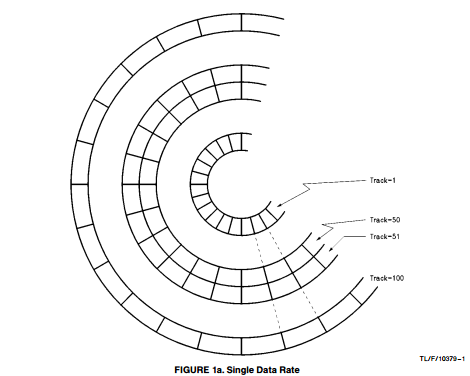 Track=1
Track=50
Track=51
Track=100
TL/F/10379-1
FIGURE 1a. Single Data Rate